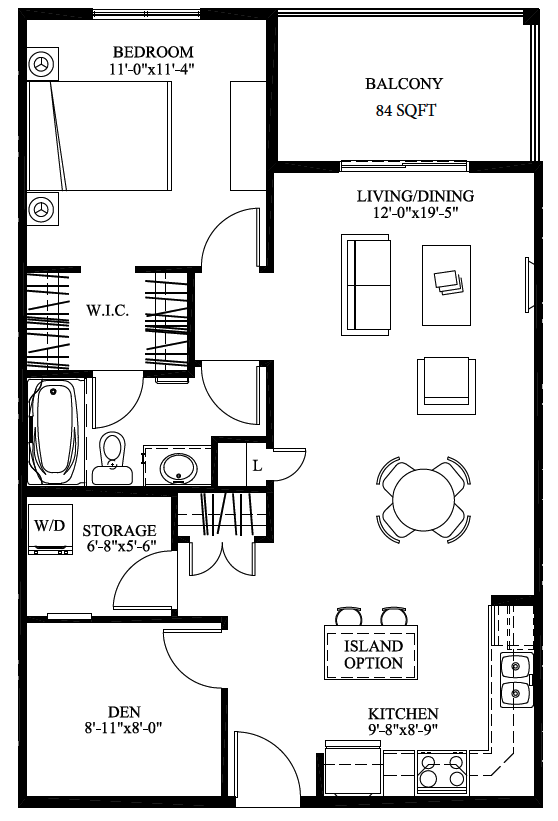 BEDROOM
11'-0"x11'-4"
BALCONY
84 SQFT
LIVING/DINING
12'-0"x19'-5"
W.I.C.
L
W/D
STORAGE
6'-8"x5'-6"
ISLAND
OPTION
DEN
8'-11"x8'-0"
KITCHEN
9'-8"x8'-9"